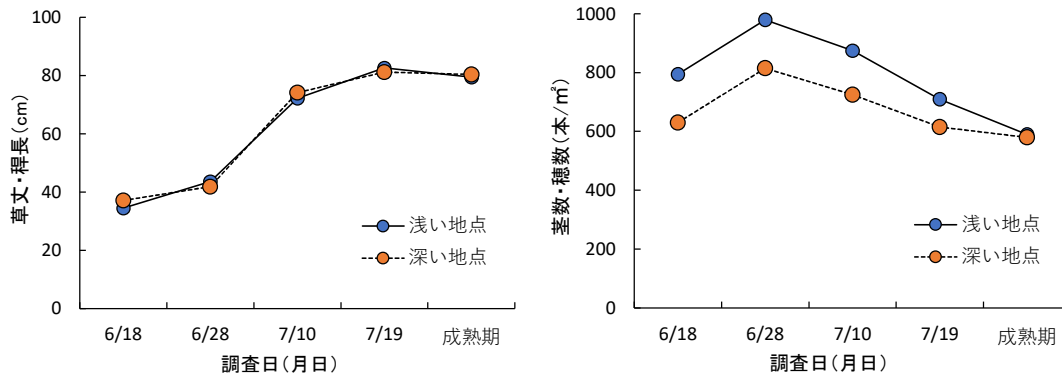 草丈・稈長(cm)
100
80
60
40
20
0
6/18
6/28
7/10
7/19
成熟期
調査日(月日)
浅い地点
深い地点
茎数・穂数(本/㎡)
1000
800
600
400
200
0
6/18
6/28
7/10
7/19
成熟期
調査日(月日)
浅い地点
深い地点